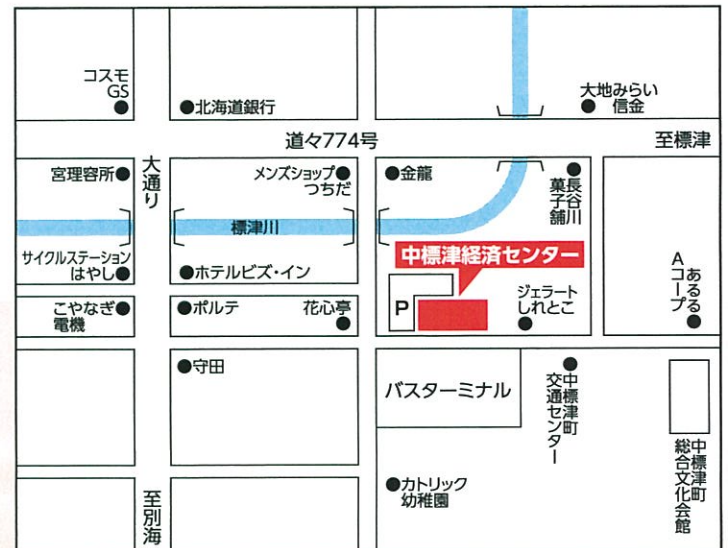 コスモ
GS
北海道銀行
大地みらい
信金
道々774号
至標津
宮理容所
大通り
メンズショップ
つちだ
金龍
長谷川
菓子舗
標津川
サイクルステーション
はやし
ホテルビズ・イン
中標津経済センター
あるる
Aコープ
こやなぎ
電機
ポルテ
花心亭
P
ジェラート
しれとこ
守田
バスターミナル
中標津町
交通センター
中標津町
総合文化会館
カトリック
幼稚園
至別海